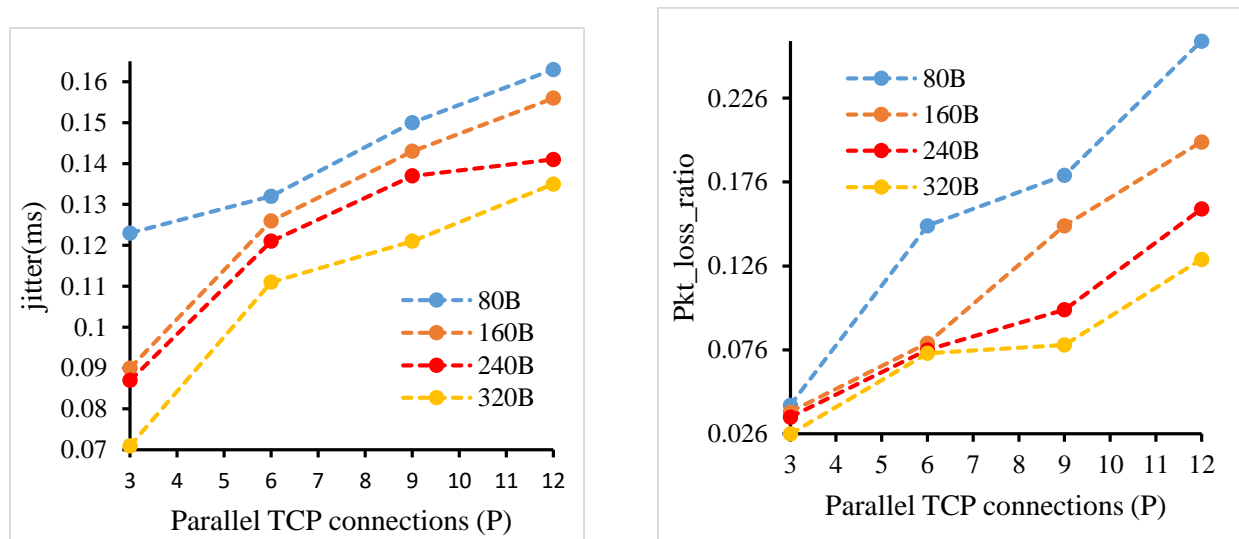 jitter(ms)
0.16
0.15
0.14
0.13
0.12
0.11
0.1
0.09
0.08
0.07
3 4 5 6 7 8 9 10 11 12
Parallel TCP connections (P)
80B
160B
240B
320B
Pkt_loss_ratio
0.226
0.176
0.126
0.076
0.026
3 4 5 6 7 8 9 10 11 12
Parallel TCP connections (P)
80B
160B
240B
320B